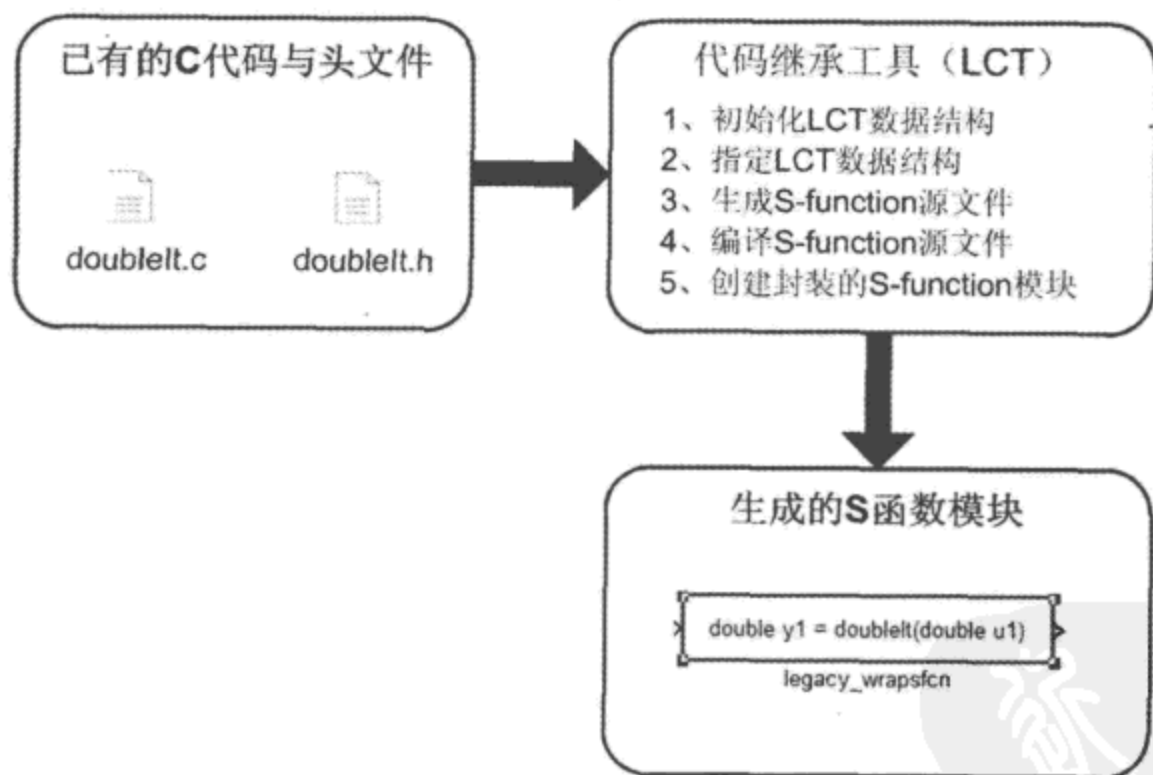 已有的C代码与头文件
doubleIt.c
doubleIt.h
代码继承工具（LCT）
1、初始化LCT数据结构
2、指定LCT数据结构
3、生成S-function源文件
4、编译S-function源文件
5、创建封装的S-function模块
生成的S函数模块
double y1 = doubleIt(double u1)
legacy_wrapsfcn